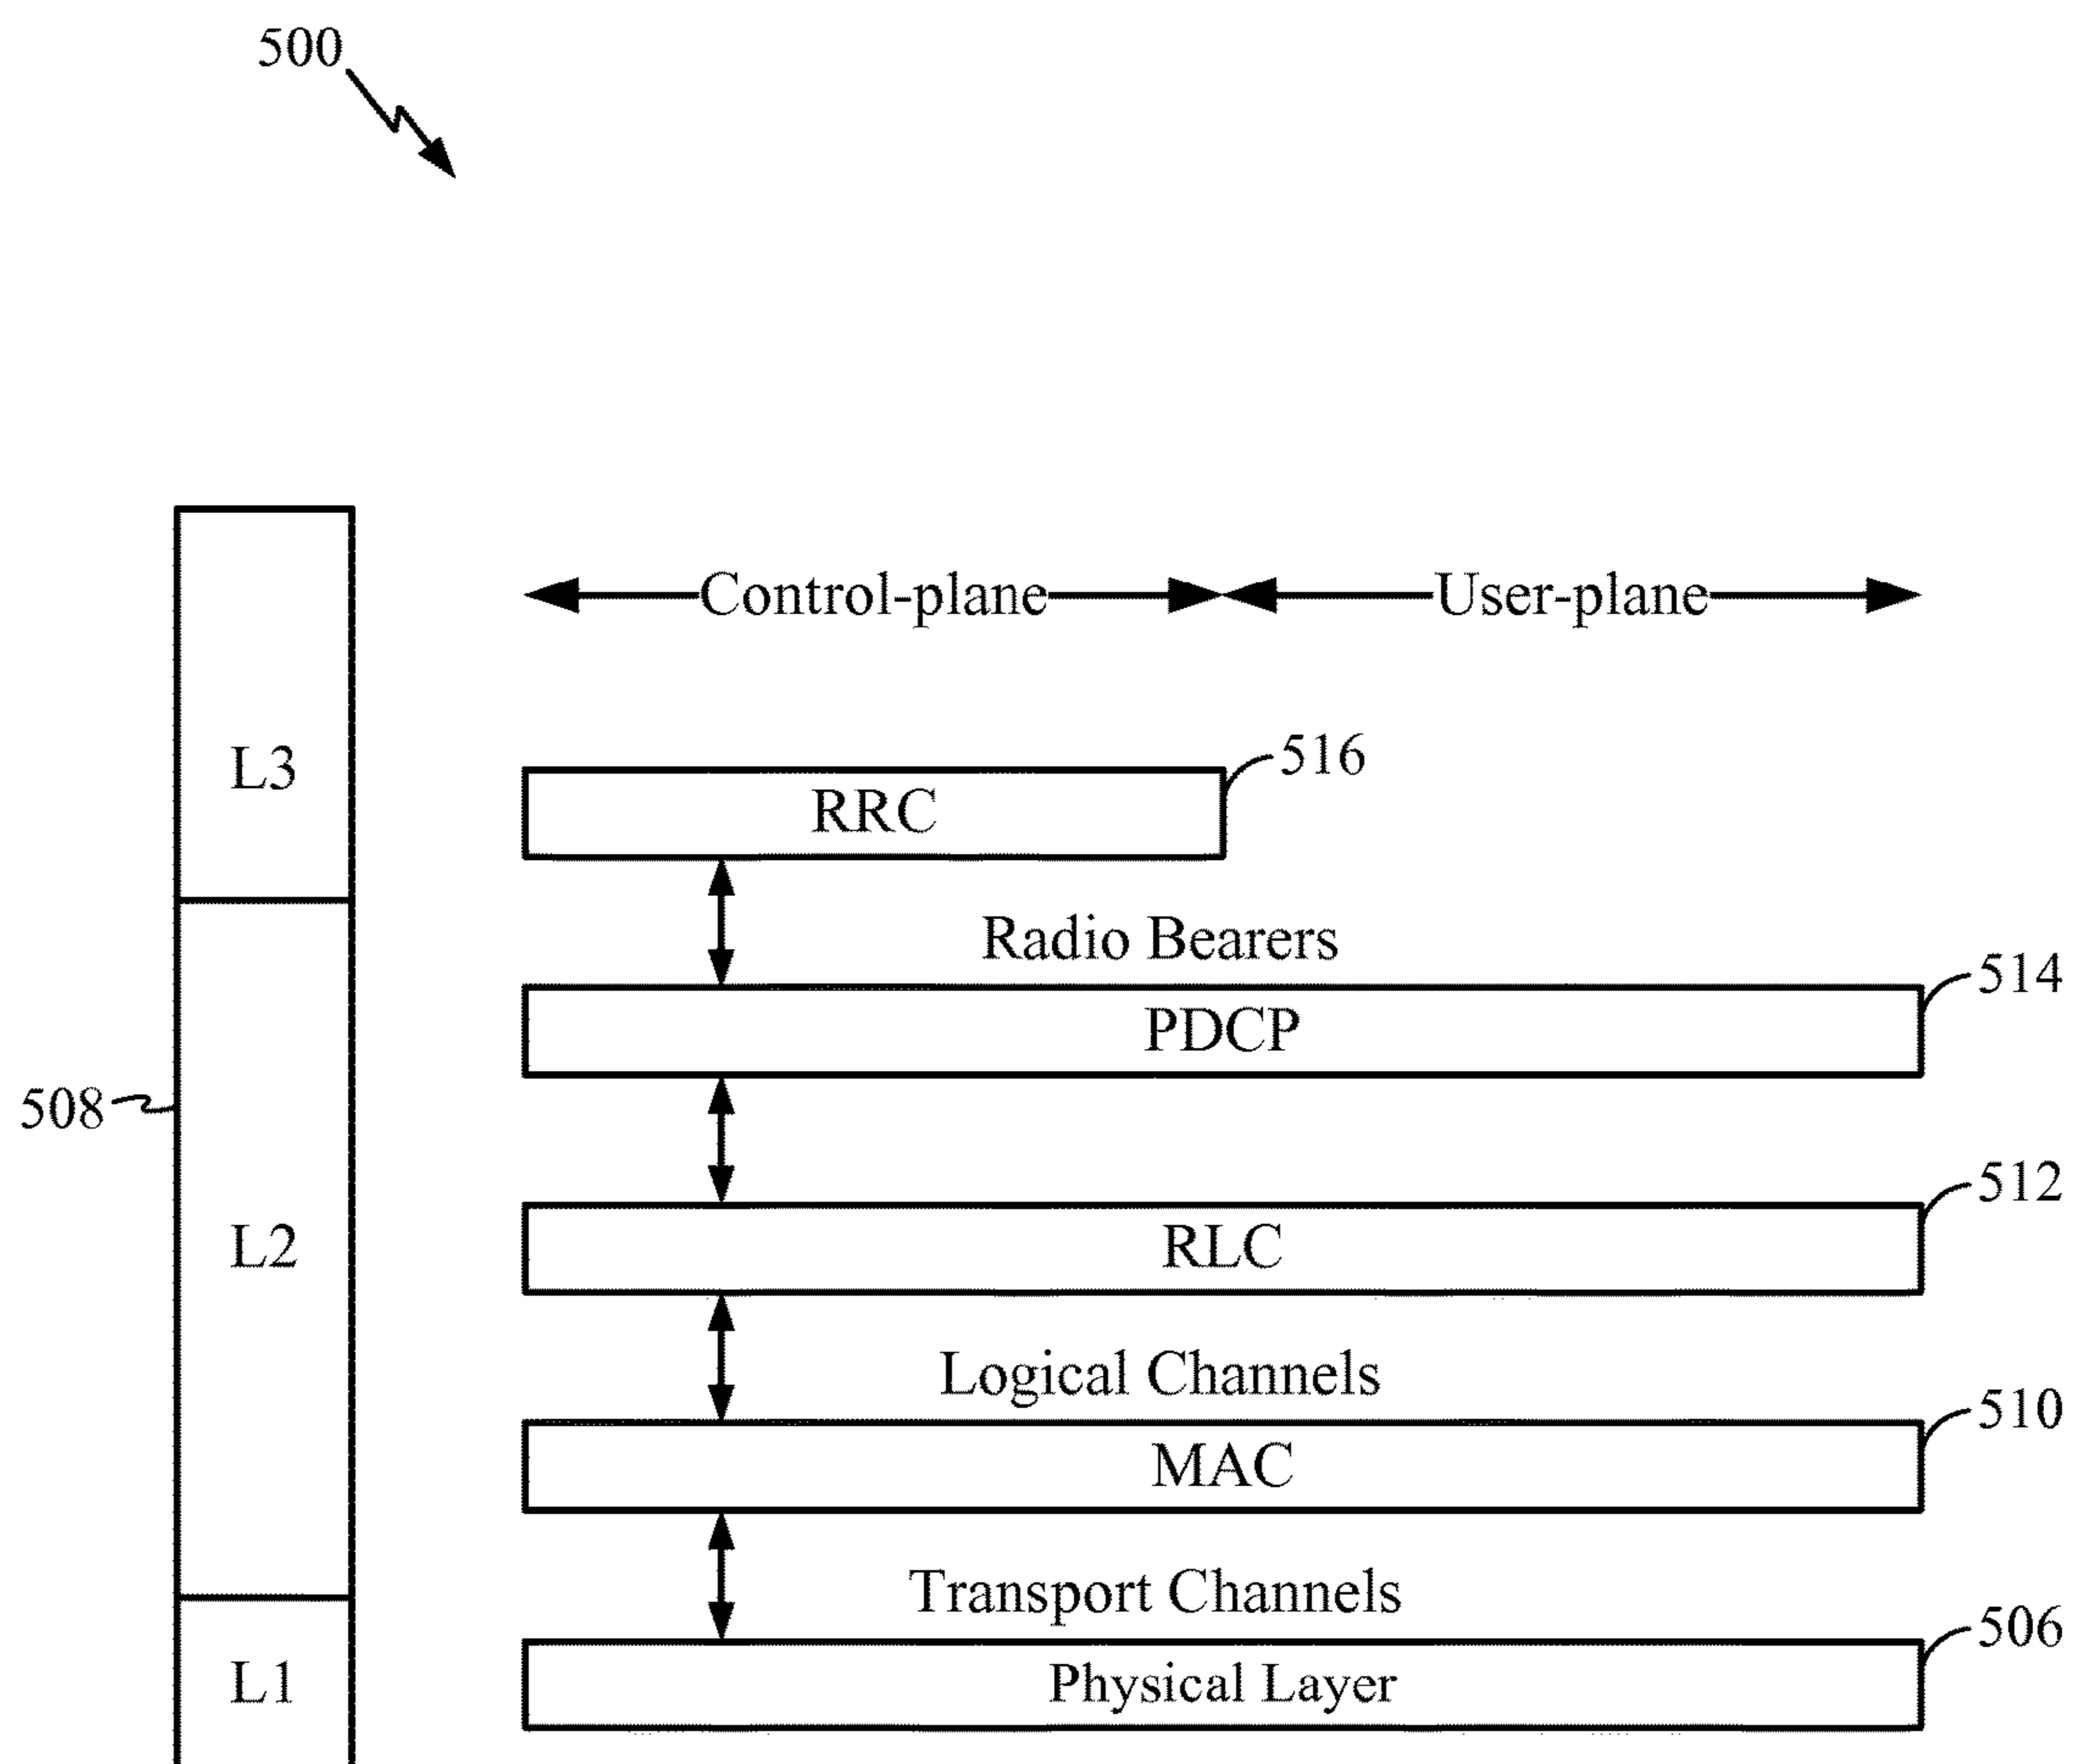 500
Control-plane User-plane
L3
516
RRC
Radio Bearers
514
PDCP
508
512
L2
RLC
Logical Channels
510
MAC
Transport Channels
506
L1
Physical Layer